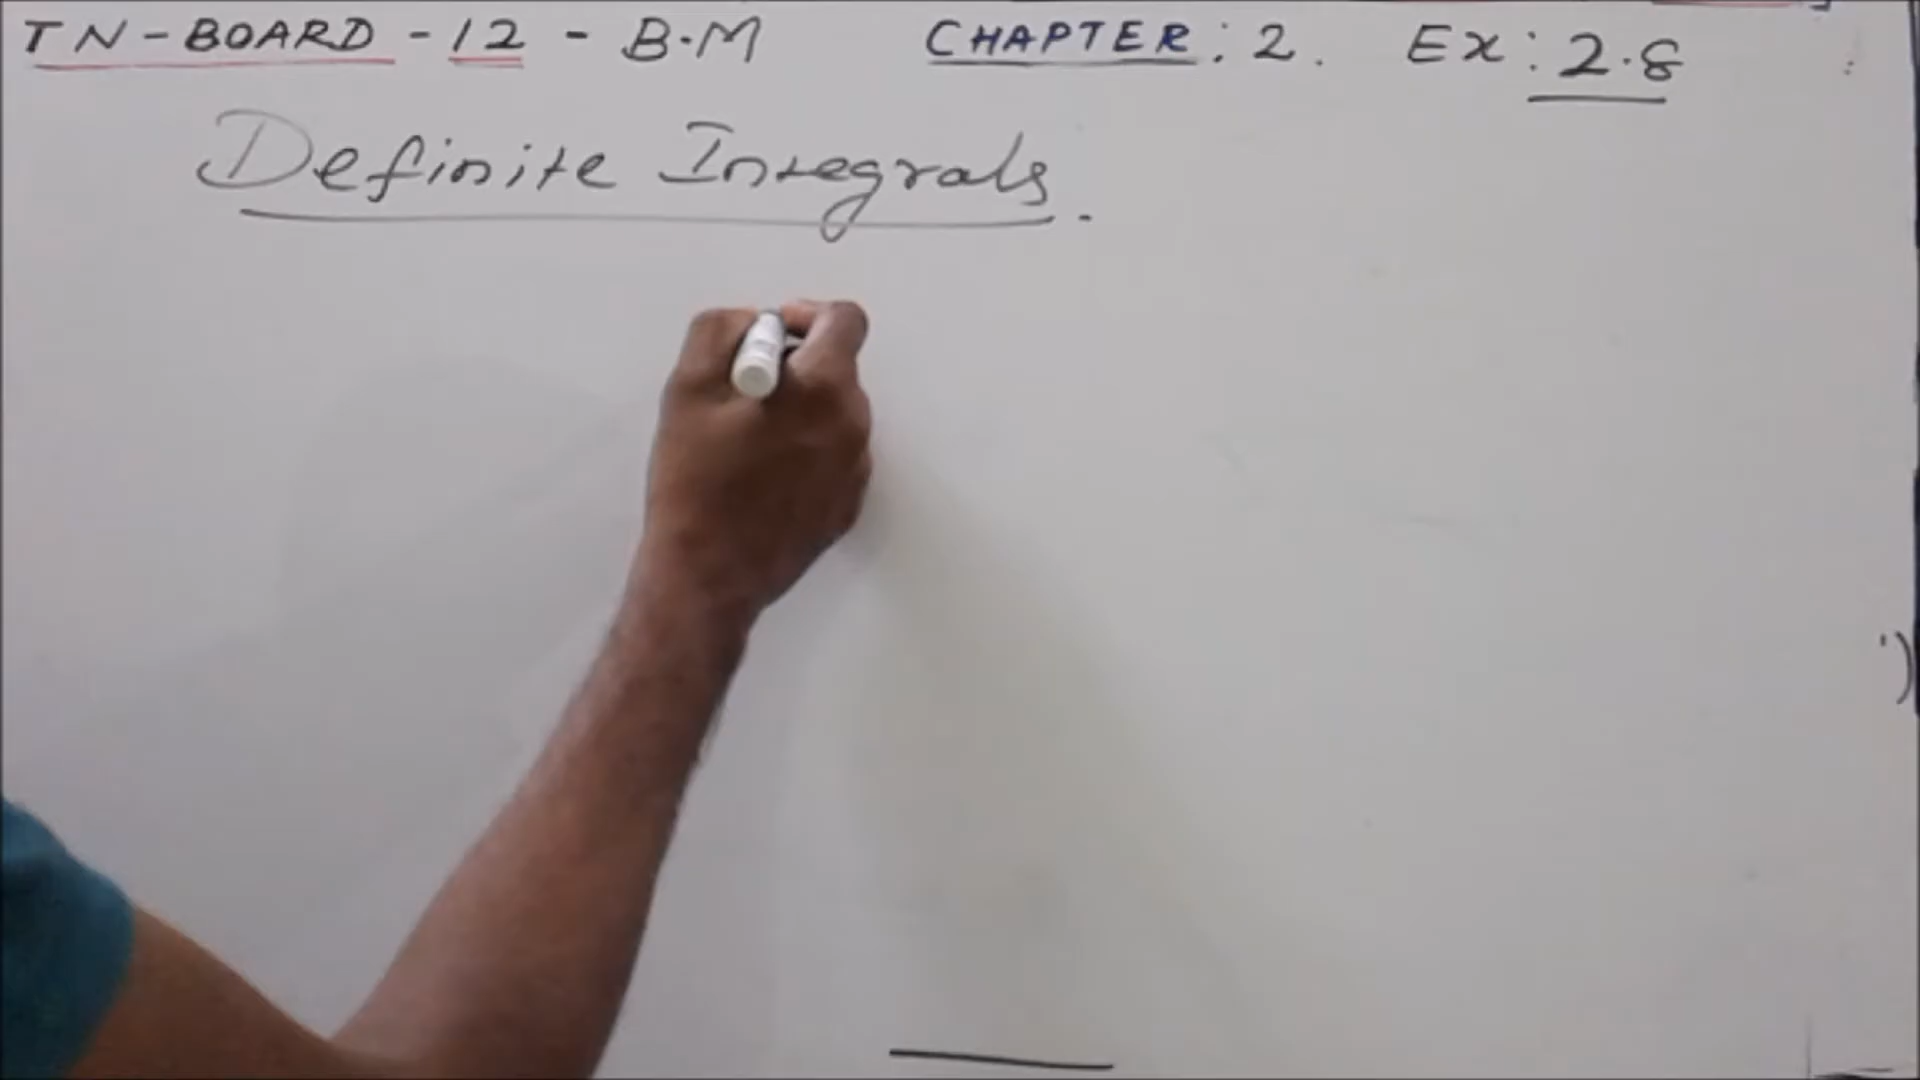 TN-BOARD-12 - B.M CHAPTER: 2. Ex: 2.8
Definite Integrals.